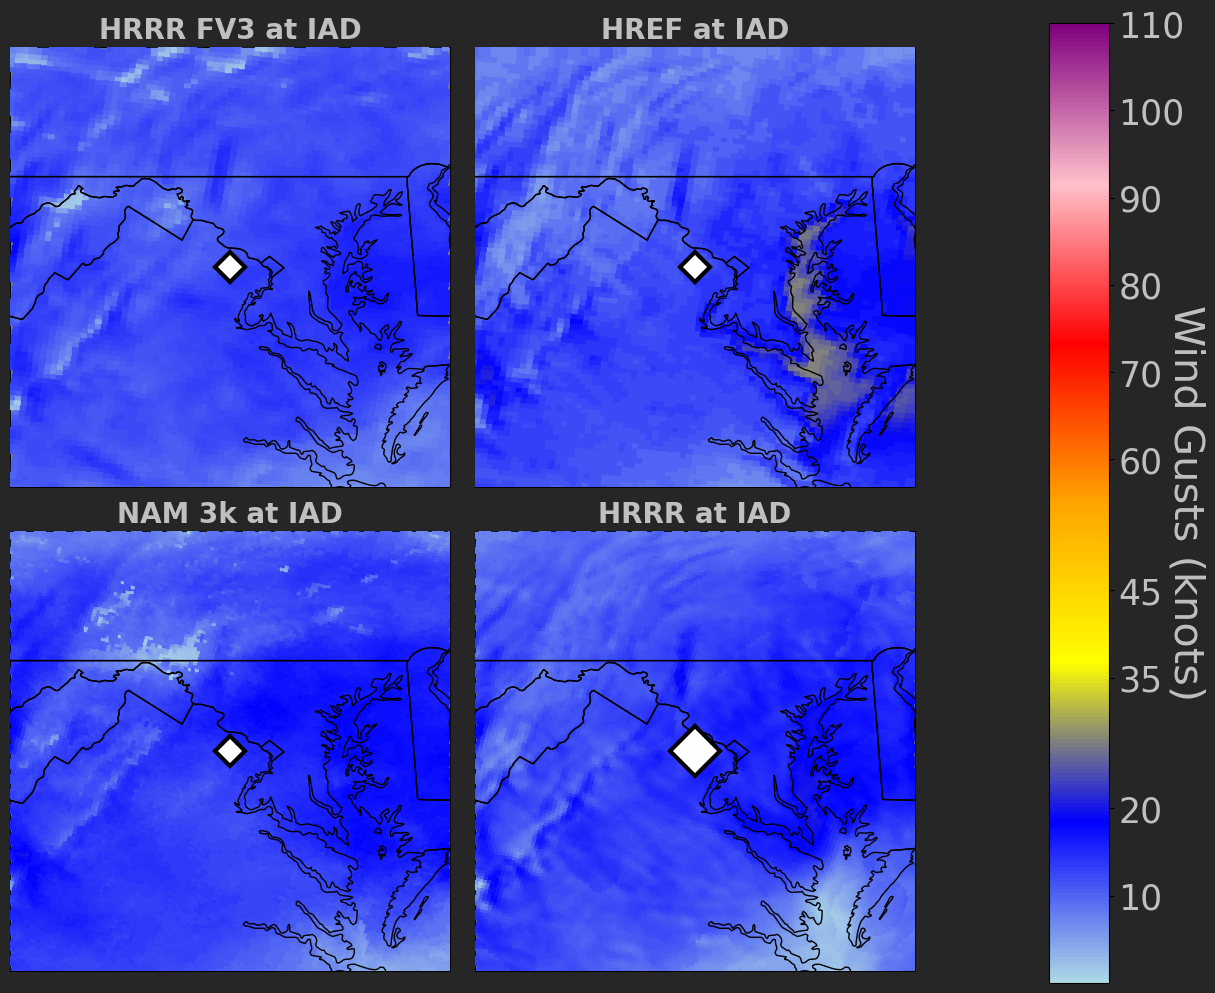 HRRR FV3 at IAD
HREF at IAD
NAM 3k at IAD
HRRR at IAD
110
100
90
80
70
60
45
35
20
10
Wind Gusts (knots)